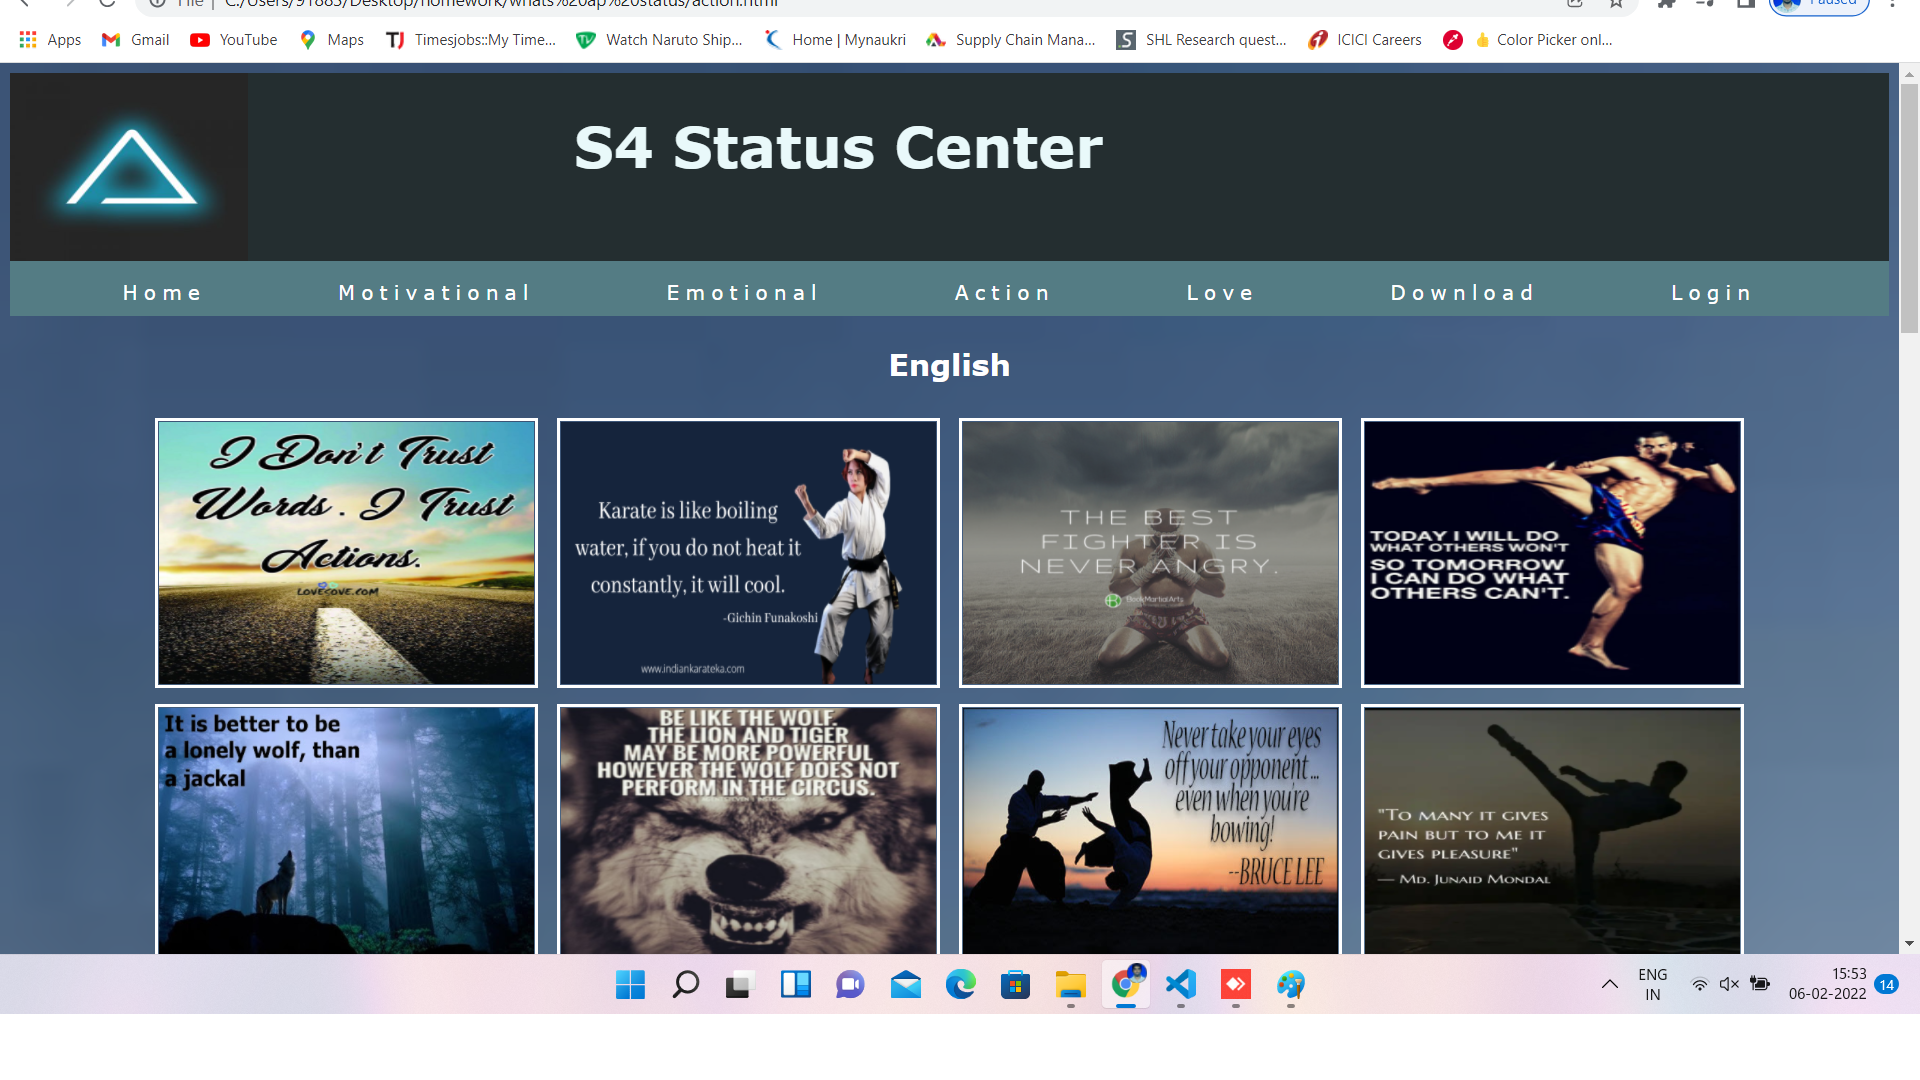 File | C:/Users/91885/Desktop/homework/whats%20ap%20status/action.html
Paused
Apps Gmail YouTube Maps Timesjobs::My Time... Watch Naruto Ship... Home | Mynaukri Supply Chain Mana... SHL Research quest... ICICI Careers Color Picker onl...
S4 Status Center
Home Motivational Emotional Action Love Download Login
English
I Don't Trust
Words. I Trust
Actions.
LOVESOVE.COM
Karate is like boiling
water, if you do not heat it
constantly, it will cool.
-Gichin Funakoshi
www.indiankarateka.com
THE BEST
FIGHTER IS
NEVER ANGRY.
TODAY I WILL DO
WHAT OTHERS WON'T
SO TOMORROW
I CAN DO WHAT
OTHERS CAN'T.
It is better to be
a lonely wolf, than
a jackal
BE LIKE THE WOLF.
THE LION AND TIGER
MAY BE MORE POWERFUL
HOWEVER THE WOLF DOES NOT
PERFORM IN THE CIRCUS.
Never take your eyes
off your opponent...
even when you're
bowing!
--BRUCE LEE
"To many it gives
pain but to me it
gives pleasure"
— Md. Junaid Mondal
ENG
IN
15:53
06-02-2022
14